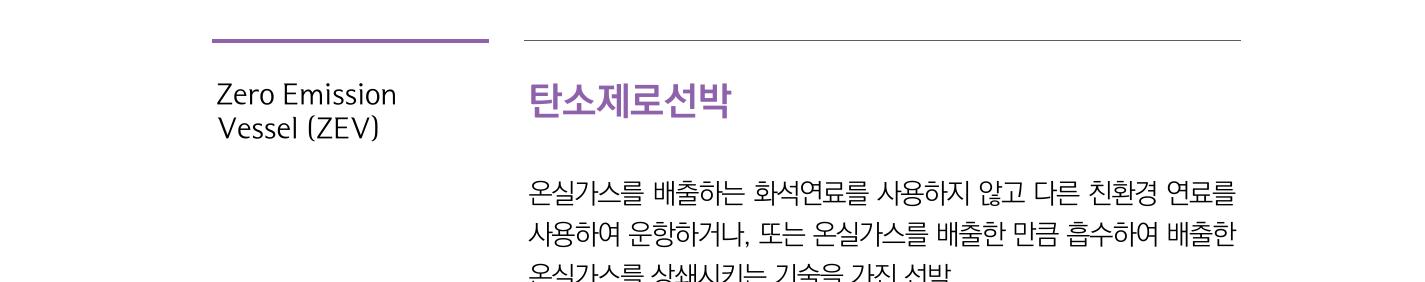 Zero Emission
Vessel (ZEV)
탄소제로선박
온실가스를 배출하는 화석연료를 사용하지 않고 다른 친환경 연료를
사용하여 운항하거나, 또는 온실가스를 배출한 만큼 흡수하여 배출한
온실가스를 상쇄시키는 기술을 가진 선박